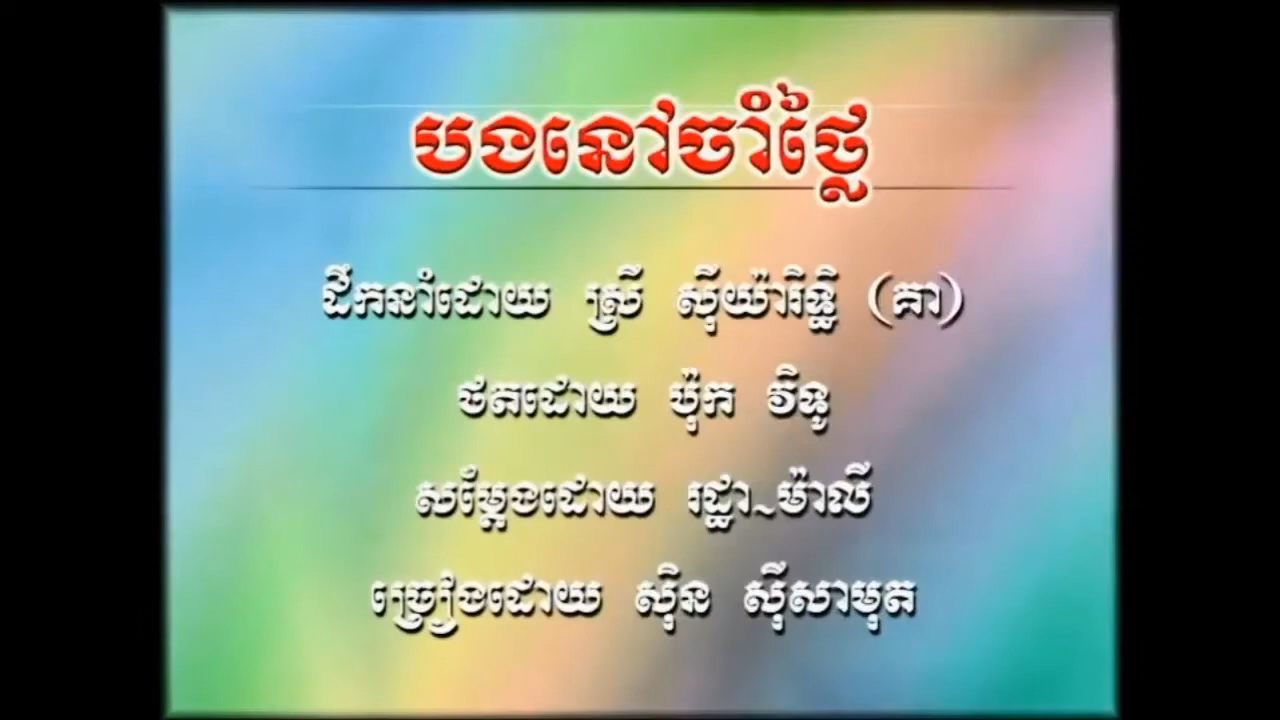 បងនៅចាំថ្លៃ
ដឹកនាំដោយ ស្រី ស៊ីយ៉ារិទ្ធិ (គា)
ថតដោយ ប៉ុក វិទូ
សម្ដែងដោយ រដ្ឋា~ម៉ាលី
ច្រៀងដោយ ស៊ិន ស៊ីសាមុត